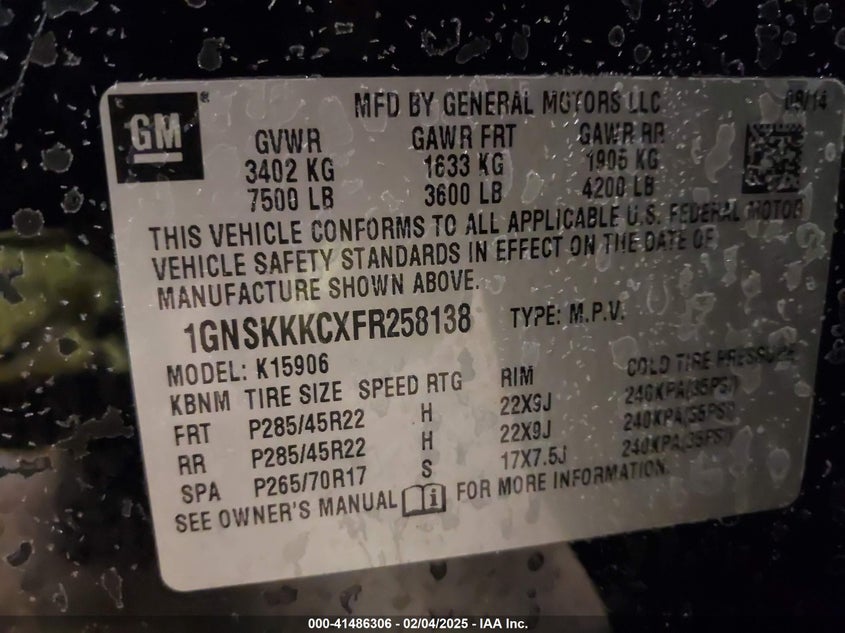 GM
MFD BY GENERAL MOTORS LLC 09/14
GVWR GAWR FRT GAWR RR
3402 KG 1633 KG 1905 KG
7500 LB 3600 LB 4200 LB
THIS VEHICLE CONFORMS TO ALL APPLICABLE U.S. FEDERAL MOTOR
VEHICLE SAFETY STANDARDS IN EFFECT ON THE DATE OF
MANUFACTURE SHOWN ABOVE.
1GNSKKKCXFR258138 TYPE: M.P.V.
MODEL: K15906
KBNM TIRE SIZE SPEED RTG RIM COLD TIRE PRESSURE
FRT P285/45R22 H 22X9J 240KPA(35PSI)
RR P285/45R22 H 22X9J 240KPA(35PSI)
SPA P265/70R17 S 17X7.5J 240KPA(35PSI)
SEE OWNER'S MANUAL FOR MORE INFORMATION.
000-41486306 - 02/04/2025 - IAA Inc.